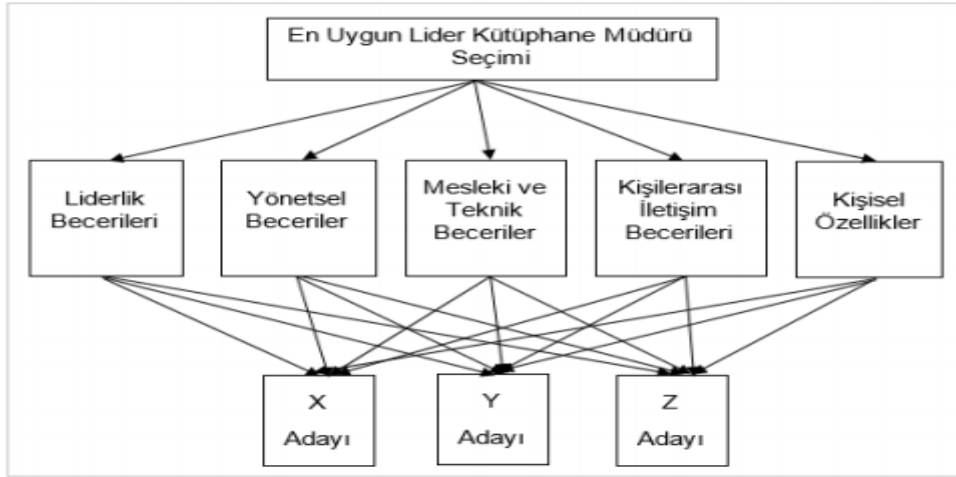 En Uygun Lider Kütüphane Müdürü
Seçimi
Liderlik
Becerileri
Yönetsel
Beceriler
Mesleki ve
Teknik
Beceriler
Kişilerarası
İletişim
Becerileri
Kişisel
Özellikler
X
Adayı
Y
Adayı
Z
Adayı